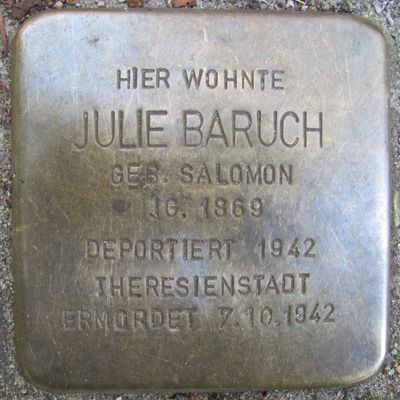 HIER WOHNTE
JULIE BARUCH
GEB. SALOMON
JG. 1869
DEPORTIERT 1942
THERESIENSTADT
ERMORDET 7.10.1942